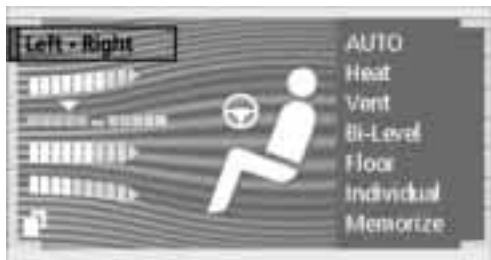 Left • Right
AUTO
Heat
Vent
Bi-Level
Floor
Individual
Memorize